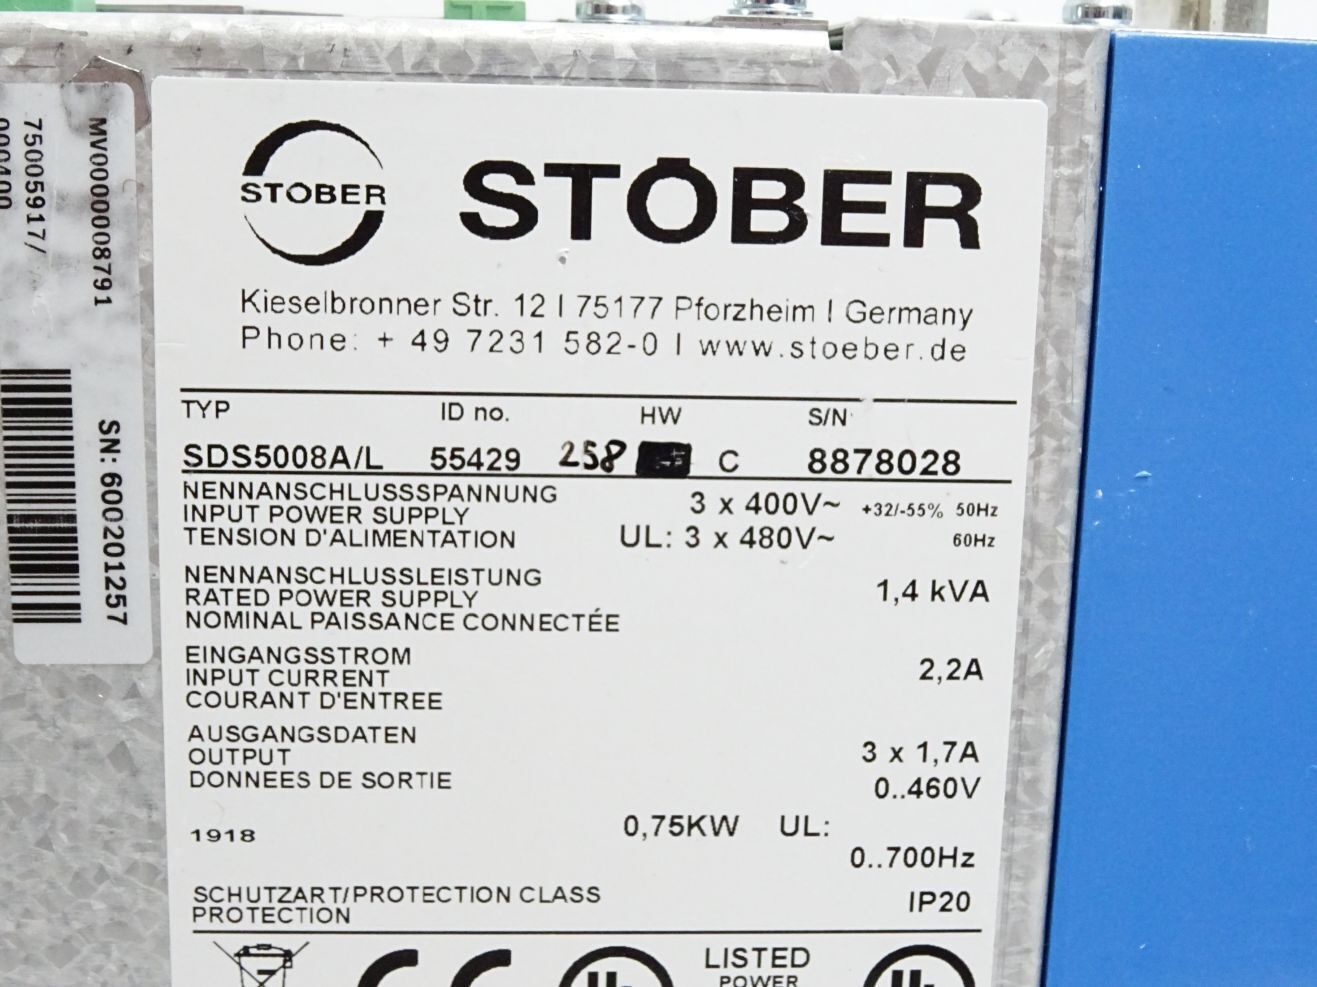 MV0000008791
75005917/
SN: 600201257
STÖBER
STÖBER
Kieselbronner Str. 12 I 75177 Pforzheim I Germany
Phone: + 49 7231 582-0 I www.stoeber.de
TYP ID no. HW S/N
SDS5008A/L 55429 258 C 8878028
NENNANSCHLUSSSPANNUNG 3 x 400V~ +32/-55% 50Hz
INPUT POWER SUPPLY
TENSION D'ALIMENTATION UL: 3 x 480V~ 60Hz
NENNANSCHLUSSLEISTUNG
RATED POWER SUPPLY 1,4 kVA
NOMINAL PAISSANCE CONNECTÉE
EINGANGSSTROM
INPUT CURRENT 2,2A
COURANT D'ENTREE
AUSGANGSDATEN
OUTPUT 3 x 1,7A
DONNEES DE SORTIE 0..460V
1918 0,75KW UL:
0..700Hz
SCHUTZART/PROTECTION CLASS IP20
PROTECTION
LISTED
POWER